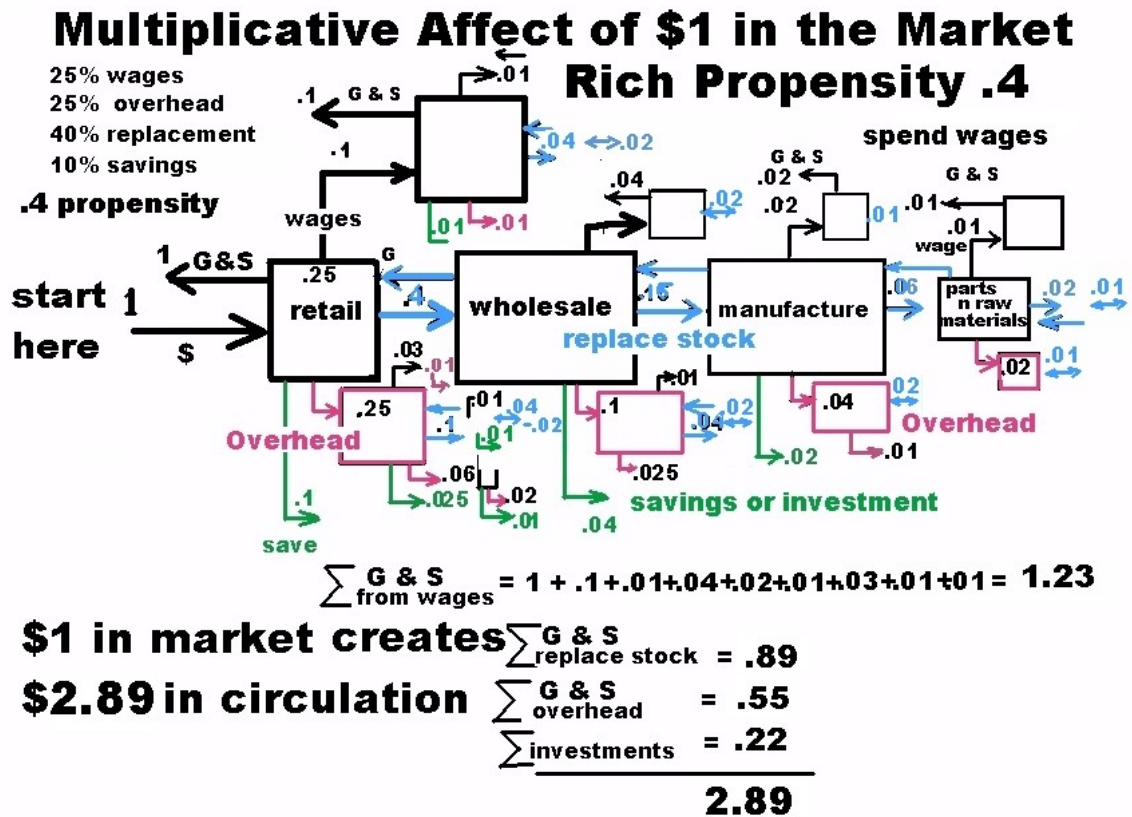 Multiplicative Affect of $1 in the Market
Rich Propensity .4
25% wages
25% overhead
40% replacement
10% savings
.4 propensity
spend wages
.01
.1
G & S
.1
.04
.02
.01
.01
wages
G & S
.02
.02
.01
G & S
.01
.01
wage
.04
.02
1
G&S
.25
retail
G
.4
wholesale
.16
manufacture
.06
parts
n raw
materials
.02
.01
start
here
1
$
replace stock
.03
.01
.25
.1
Overhead
.01
.04
.02
.01
.06
.025
.02
.01
.01
.1
.02
.04
.025
.04
.02
Overhead
.01
.02
.01
.02
.1
save
.04
.02
savings or investment
∑ G & S
from wages = 1 + .1+.01+.04+.02+.01+.03+.01+01= 1.23
$1 in market creates
$2.89 in circulation
∑ G & S
replace stock = .89
∑ G & S
overhead = .55
∑ investments = .22
2.89